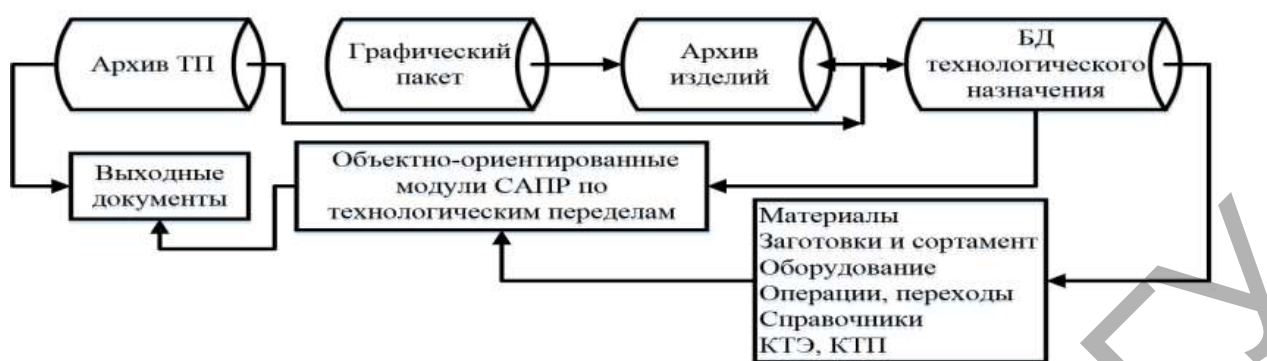 Архив ТП
Графический
пакет
Архив
изделий
БД
технологического
назначения
Выходные
документы
Объектно-ориентированные
модули САПР по
технологическим переделам
Материалы
Заготовки и сортамент
Оборудование
Операции, переходы
Справочники
КТЭ, КТП